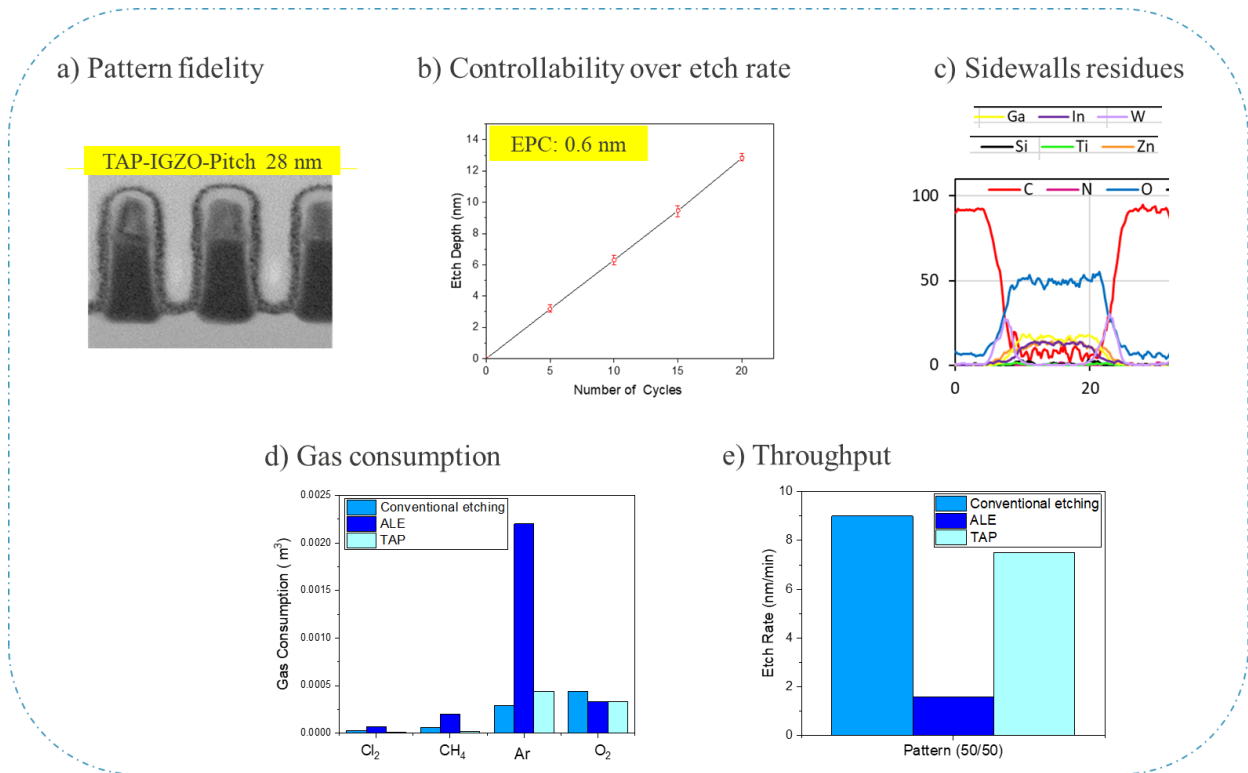 a) Pattern fidelity
TAP-IGZO-Pitch 28 nm
b) Controllability over etch rate
EPC: 0.6 nm
Etch Depth (nm)
14
12
10
8
6
4
2
0
0 5 10 15 20
Number of Cycles
c) Sidewalls residues
Ga In W
Si Ti Zn
C N O
100
50
0
0 20
d) Gas consumption
Conventional etching
ALE
TAP
Gas Consumption ( m³)
0.0025
0.0020
0.0015
0.0010
0.0005
0.0000
Cl₂ CH₄ Ar O₂
e) Throughput
Conventional etching
ALE
TAP
Etch Rate (nm/min)
10
8
6
4
2
0
Pattern (50/50)